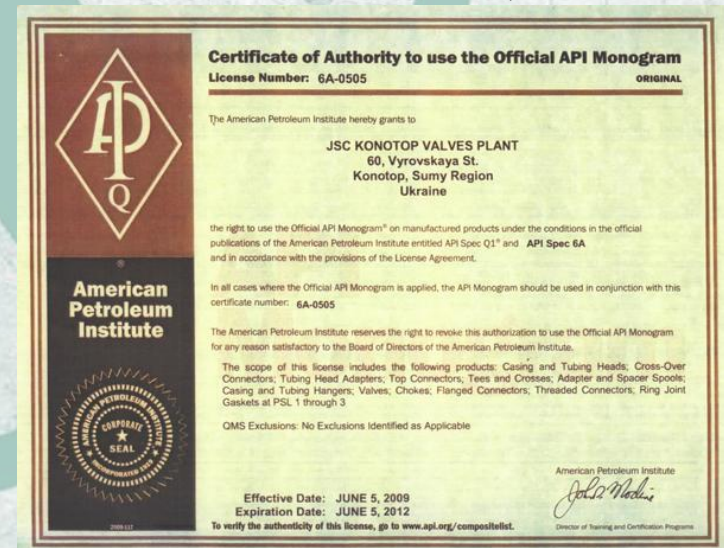 Certificate of Authority to use the Official API Monogram
License Number: 6A-0505
ORIGINAL
The American Petroleum Institute hereby grants to
JSC KONOTOP VALVES PLANT
60, Vyrovskaya St.
Konotop, Sumy Region
Ukraine
the right to use the Official API Monogram® on manufactured products under the conditions in the official
publications of the American Petroleum Institute entitled API Spec Q1® and API Spec 6A
and in accordance with the provisions of the License Agreement.
In all cases where the Official API Monogram is applied, the API Monogram should be used in conjunction with this
certificate number: 6A-0505
The American Petroleum Institute reserves the right to revoke this authorization to use the Official API Monogram
for any reason satisfactory to the Board of Directors of the American Petroleum Institute.
The scope of this license includes the following products: Casing and Tubing Heads; Cross-Over
Connectors; Tubing Head Adapters; Top Connectors; Tees and Crosses; Adapter and Spacer Spools;
Casing and Tubing Hangers; Valves; Chokes; Flanged Connectors; Threaded Connectors; Ring Joint
Gaskets at PSL 1 through 3
QMS Exclusions: No Exclusions Identified as Applicable
Effective Date: JUNE 5, 2009
Expiration Date: JUNE 5, 2012
To verify the authenticity of this license, go to www.api.org/compositelist.
American Petroleum Institute
Director of Training and Certification Programs
API
Q
®
American
Petroleum
Institute
AMERICAN PETROLEUM INSTITUTE
CORPORATE
SEAL
INCORPORATED 1919